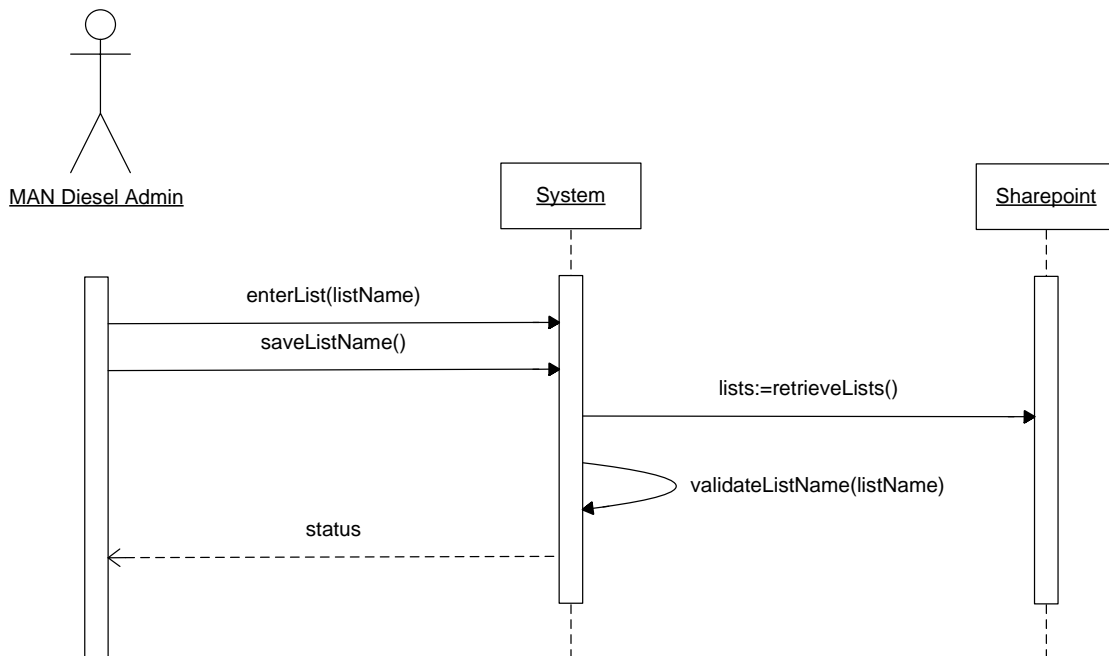 MAN Diesel Admin
System
Sharepoint
enterList(listName)
saveListName()
lists:=retrieveLists()
validateListName(listName)
status